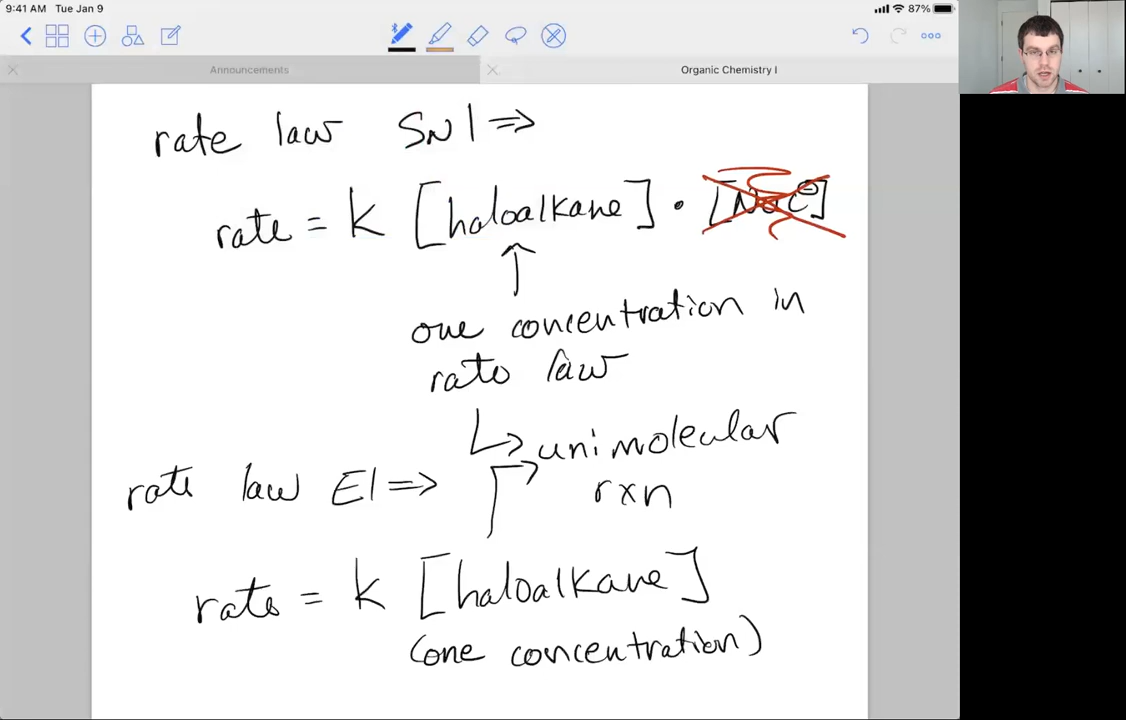 9:41 AM Tue Jan 9 87%
Announcements Organic Chemistry I
rate law SN1 ⇒
rate = k [haloalkane] · [Nuc⊖]
one concentration in
rate law
↳ unimolecular
rxn
rate law E1 ⇒
rate = k [haloalkane]
(one concentration)